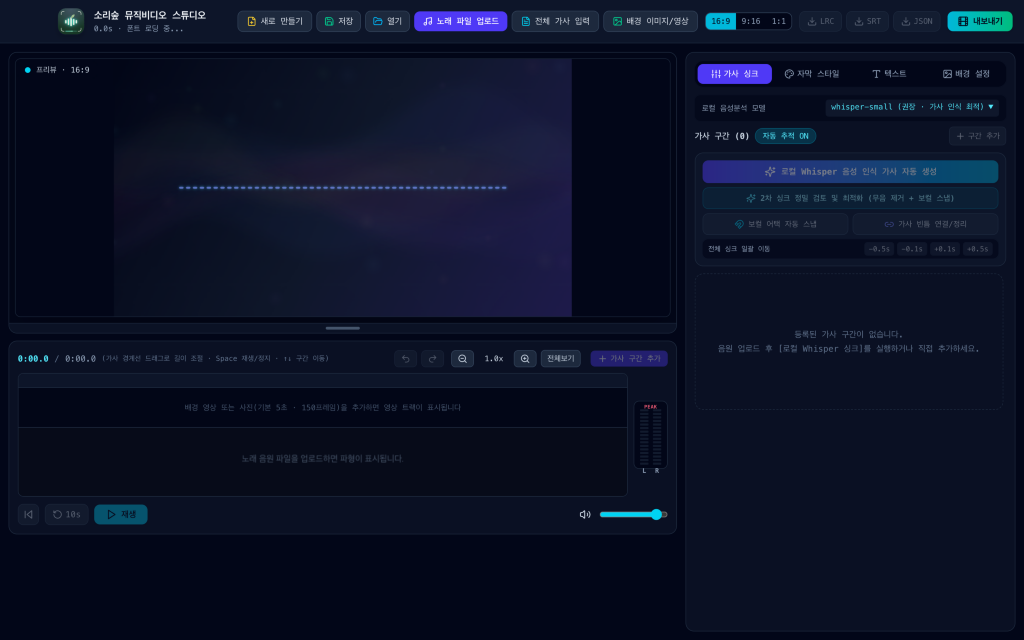 소리숲 뮤직비디오 스튜디오
0.0s · 폰트 로딩 중...
새로 만들기
저장
열기
노래 파일 업로드
전체 가사 입력
배경 이미지/영상
16:9
9:16
1:1
LRC
SRT
JSON
내보내기
프리뷰 · 16:9
가사 싱크
자막 스타일
텍스트
배경 설정
로컬 음성분석 모델
whisper-small (권장 · 가사 인식 최적) ▼
가사 구간 (0)
자동 추적 ON
구간 추가
로컬 Whisper 음성 인식 가사 자동 생성
2차 싱크 정밀 검토 및 최적화 (무음 제거 + 보컬 스냅)
보컬 어택 자동 스냅
가사 빈틈 연결/정리
전체 싱크 일괄 이동
-0.5s
-0.1s
+0.1s
+0.5s
등록된 가사 구간이 없습니다.
음원 업로드 후 [로컬 Whisper 싱크]를 실행하거나 직접 추가하세요.
0:00.0 / 0:00.0 (가사 경계선 드래그로 길이 조절 · Space 재생/정지 · ↑↓ 구간 이동)
1.0x
전체보기
가사 구간 추가
배경 영상 또는 사진(기본 5초 · 150프레임)을 추가하면 영상 트랙이 표시됩니다
노래 음원 파일을 업로드하면 파형이 표시됩니다.
PEAK
L R
10s
재생